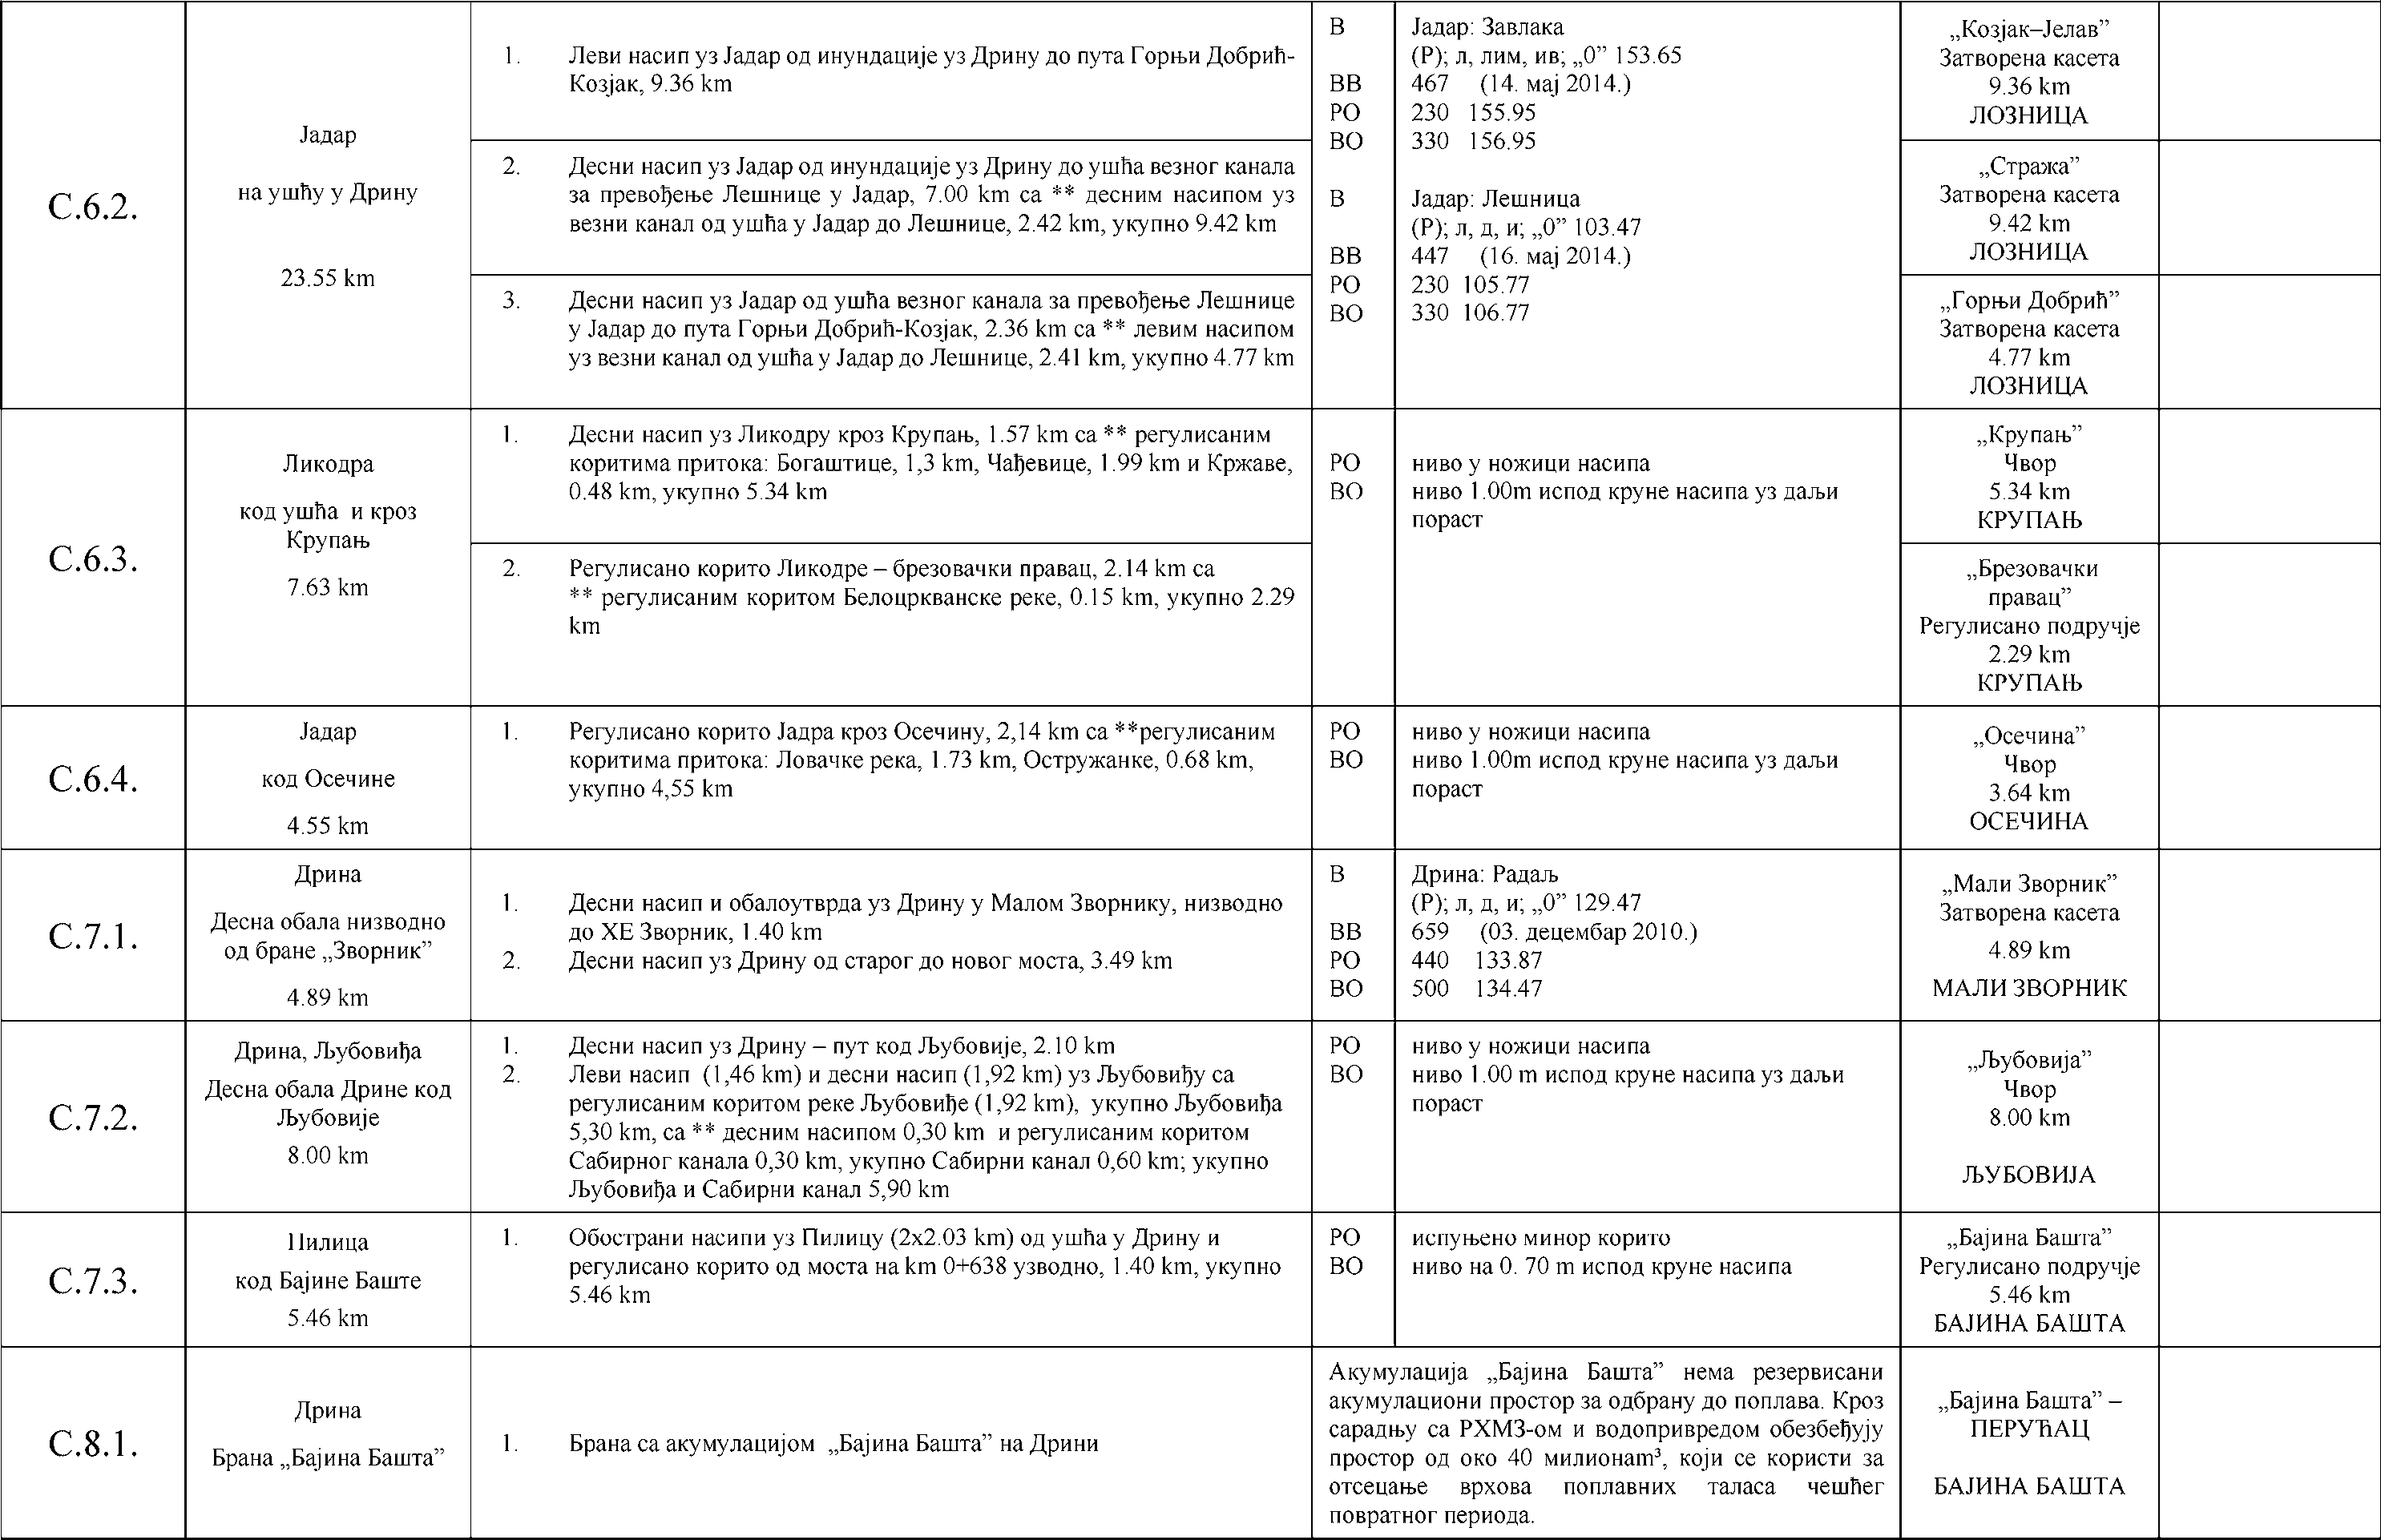 С.6.2.
Јадар
на ушћу у Дрину
23.55 km
1. Леви насип уз Јадар од инундације уз Дрину до пута Горњи Добрић-
Козјак, 9.36 km
2. Десни насип уз Јадар од инундације уз Дрину до ушћа везног канала
за превођење Лешнице у Јадар, 7.00 km са ** десним насипом уз
везни канал од ушћа у Јадар до Лешнице, 2.42 km, укупно 9.42 km
3. Десни насип уз Јадар од ушћа везног канала за превођење Лешнице
у Јадар до пута Горњи Добрић-Козјак, 2.36 km са ** левим насипом
уз везни канал од ушћа у Јадар до Лешнице, 2.41 km, укупно 4.77 km
В Јадар: Завлака
(Р); л, лим, ив; „0” 153.65
ВВ 467 (14. мај 2014.)
РО 230 155.95
ВО 330 156.95
В Јадар: Лешница
(Р); л, д, и; „0” 103.47
ВВ 447 (16. мај 2014.)
РО 230 105.77
ВО 330 106.77
„Козјак–Јелав”
Затворена касета
9.36 km
ЛОЗНИЦА
„Стража”
Затворена касета
9.42 km
ЛОЗНИЦА
„Горњи Добрић”
Затворена касета
4.77 km
ЛОЗНИЦА
С.6.3.
Ликодра
код ушћа и кроз
Крупањ
7.63 km
1. Десни насип уз Ликодру кроз Крупањ, 1.57 km са ** регулисаним
коритима притока: Богаштице, 1,3 km, Чађевице, 1.99 km и Кржаве,
0.48 km, укупно 5.34 km
2. Регулисано корито Ликодре – брезовачки правац, 2.14 km са
** регулисаним коритом Белоцркванске реке, 0.15 km, укупно 2.29
km
РО ниво у ножици насипа
ВО ниво 1.00m испод круне насипа уз даљи
пораст
„Крупањ”
Чвор
5.34 km
КРУПАЊ
„Брезовачки
правац”
Регулисано подручје
2.29 km
КРУПАЊ
С.6.4.
Јадар
код Осечине
4.55 km
1. Регулисано корито Јадра кроз Осечину, 2,14 km са **регулисаним
коритима притока: Ловачке река, 1.73 km, Остружанке, 0.68 km,
укупно 4,55 km
РО ниво у ножици насипа
ВО ниво 1.00m испод круне насипа уз даљи
пораст
„Осечина”
Чвор
3.64 km
ОСЕЧИНА
С.7.1.
Дрина
Десна обала низводно
од бране „Зворник”
4.89 km
1. Десни насип и обалоутврда уз Дрину у Малом Зворнику, низводно
до ХЕ Зворник, 1.40 km
2. Десни насип уз Дрину од старог до новог моста, 3.49 km
В Дрина: Радаљ
(Р); л, д, и; „0” 129.47
ВВ 659 (03. децембар 2010.)
РО 440 133.87
ВО 500 134.47
„Мали Зворник”
Затворена касета
4.89 km
МАЛИ ЗВОРНИК
С.7.2.
Дрина, Љубовиђа
Десна обала Дрине код
Љубовије
8.00 km
1. Десни насип уз Дрину – пут код Љубовије, 2.10 km
2. Леви насип (1,46 km) и десни насип (1,92 km) уз Љубовиђу са
регулисаним коритом реке Љубовиђе (1,92 km), укупно Љубовиђа
5,30 km, са ** десним насипом 0,30 km и регулисаним коритом
Сабирног канала 0,30 km, укупно Сабирни канал 0,60 km; укупно
Љубовиђа и Сабирни канал 5,90 km
РО ниво у ножици насипа
ВО ниво 1.00 m испод круне насипа уз даљи
пораст
„Љубовија”
Чвор
8.00 km
ЉУБОВИЈА
С.7.3.
Пилица
код Бајине Баште
5.46 km
1. Обострани насипи уз Пилицу (2x2.03 km) од ушћа у Дрину и
регулисано корито од моста на km 0+638 узводно, 1.40 km, укупно
5.46 km
РО испуњено минор корито
ВО ниво на 0. 70 m испод круне насипа
„Бајина Башта”
Регулисано подручје
5.46 km
БАЈИНА БАШТА
С.8.1.
Дрина
Брана „Бајина Башта”
1. Брана са акумулацијом „Бајина Башта” на Дрини
Акумулација „Бајина Башта” нема резервисани
акумулациони простор за одбрану до поплава. Кроз
сарадњу са РХМЗ-ом и водопривредом обезбеђују
простор од око 40 милионаm³, који се користи за
отсецање врхова поплавних таласа чешћег
повратног периода.
„Бајина Башта” –
ПЕРУЋАЦ
БАЈИНА БАШТА